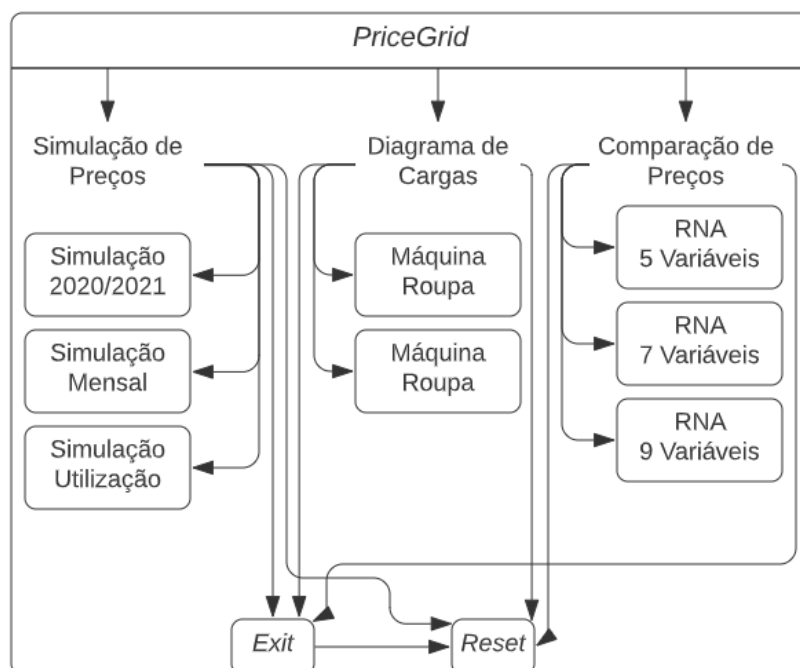 PriceGrid
Simulação de
Preços
Simulação
2020/2021
Simulação
Mensal
Simulação
Utilização
Diagrama de
Cargas
Máquina
Roupa
Máquina
Roupa
Comparação de
Preços
RNA
5 Variáveis
RNA
7 Variáveis
RNA
9 Variáveis
Exit
Reset